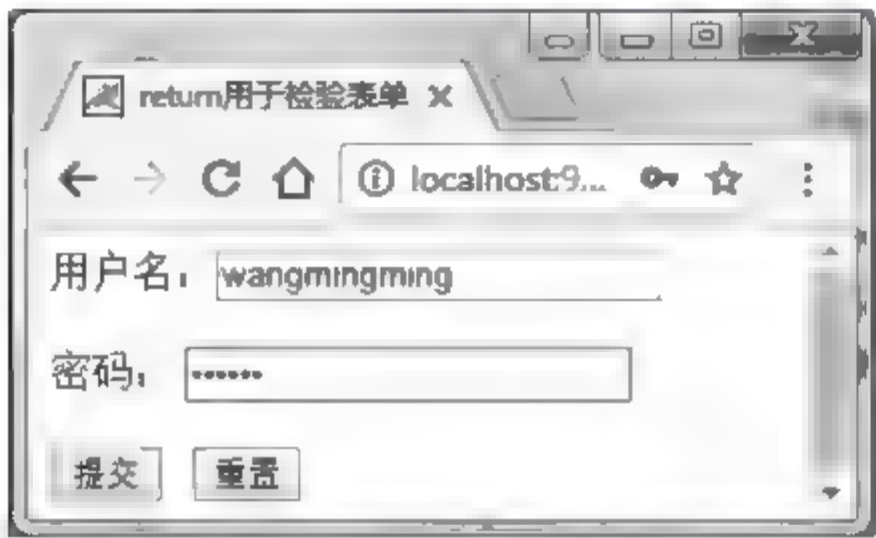 return用于检验表单
localhost:9...
用户名：wangmingming
密码：••••••
提交 重置